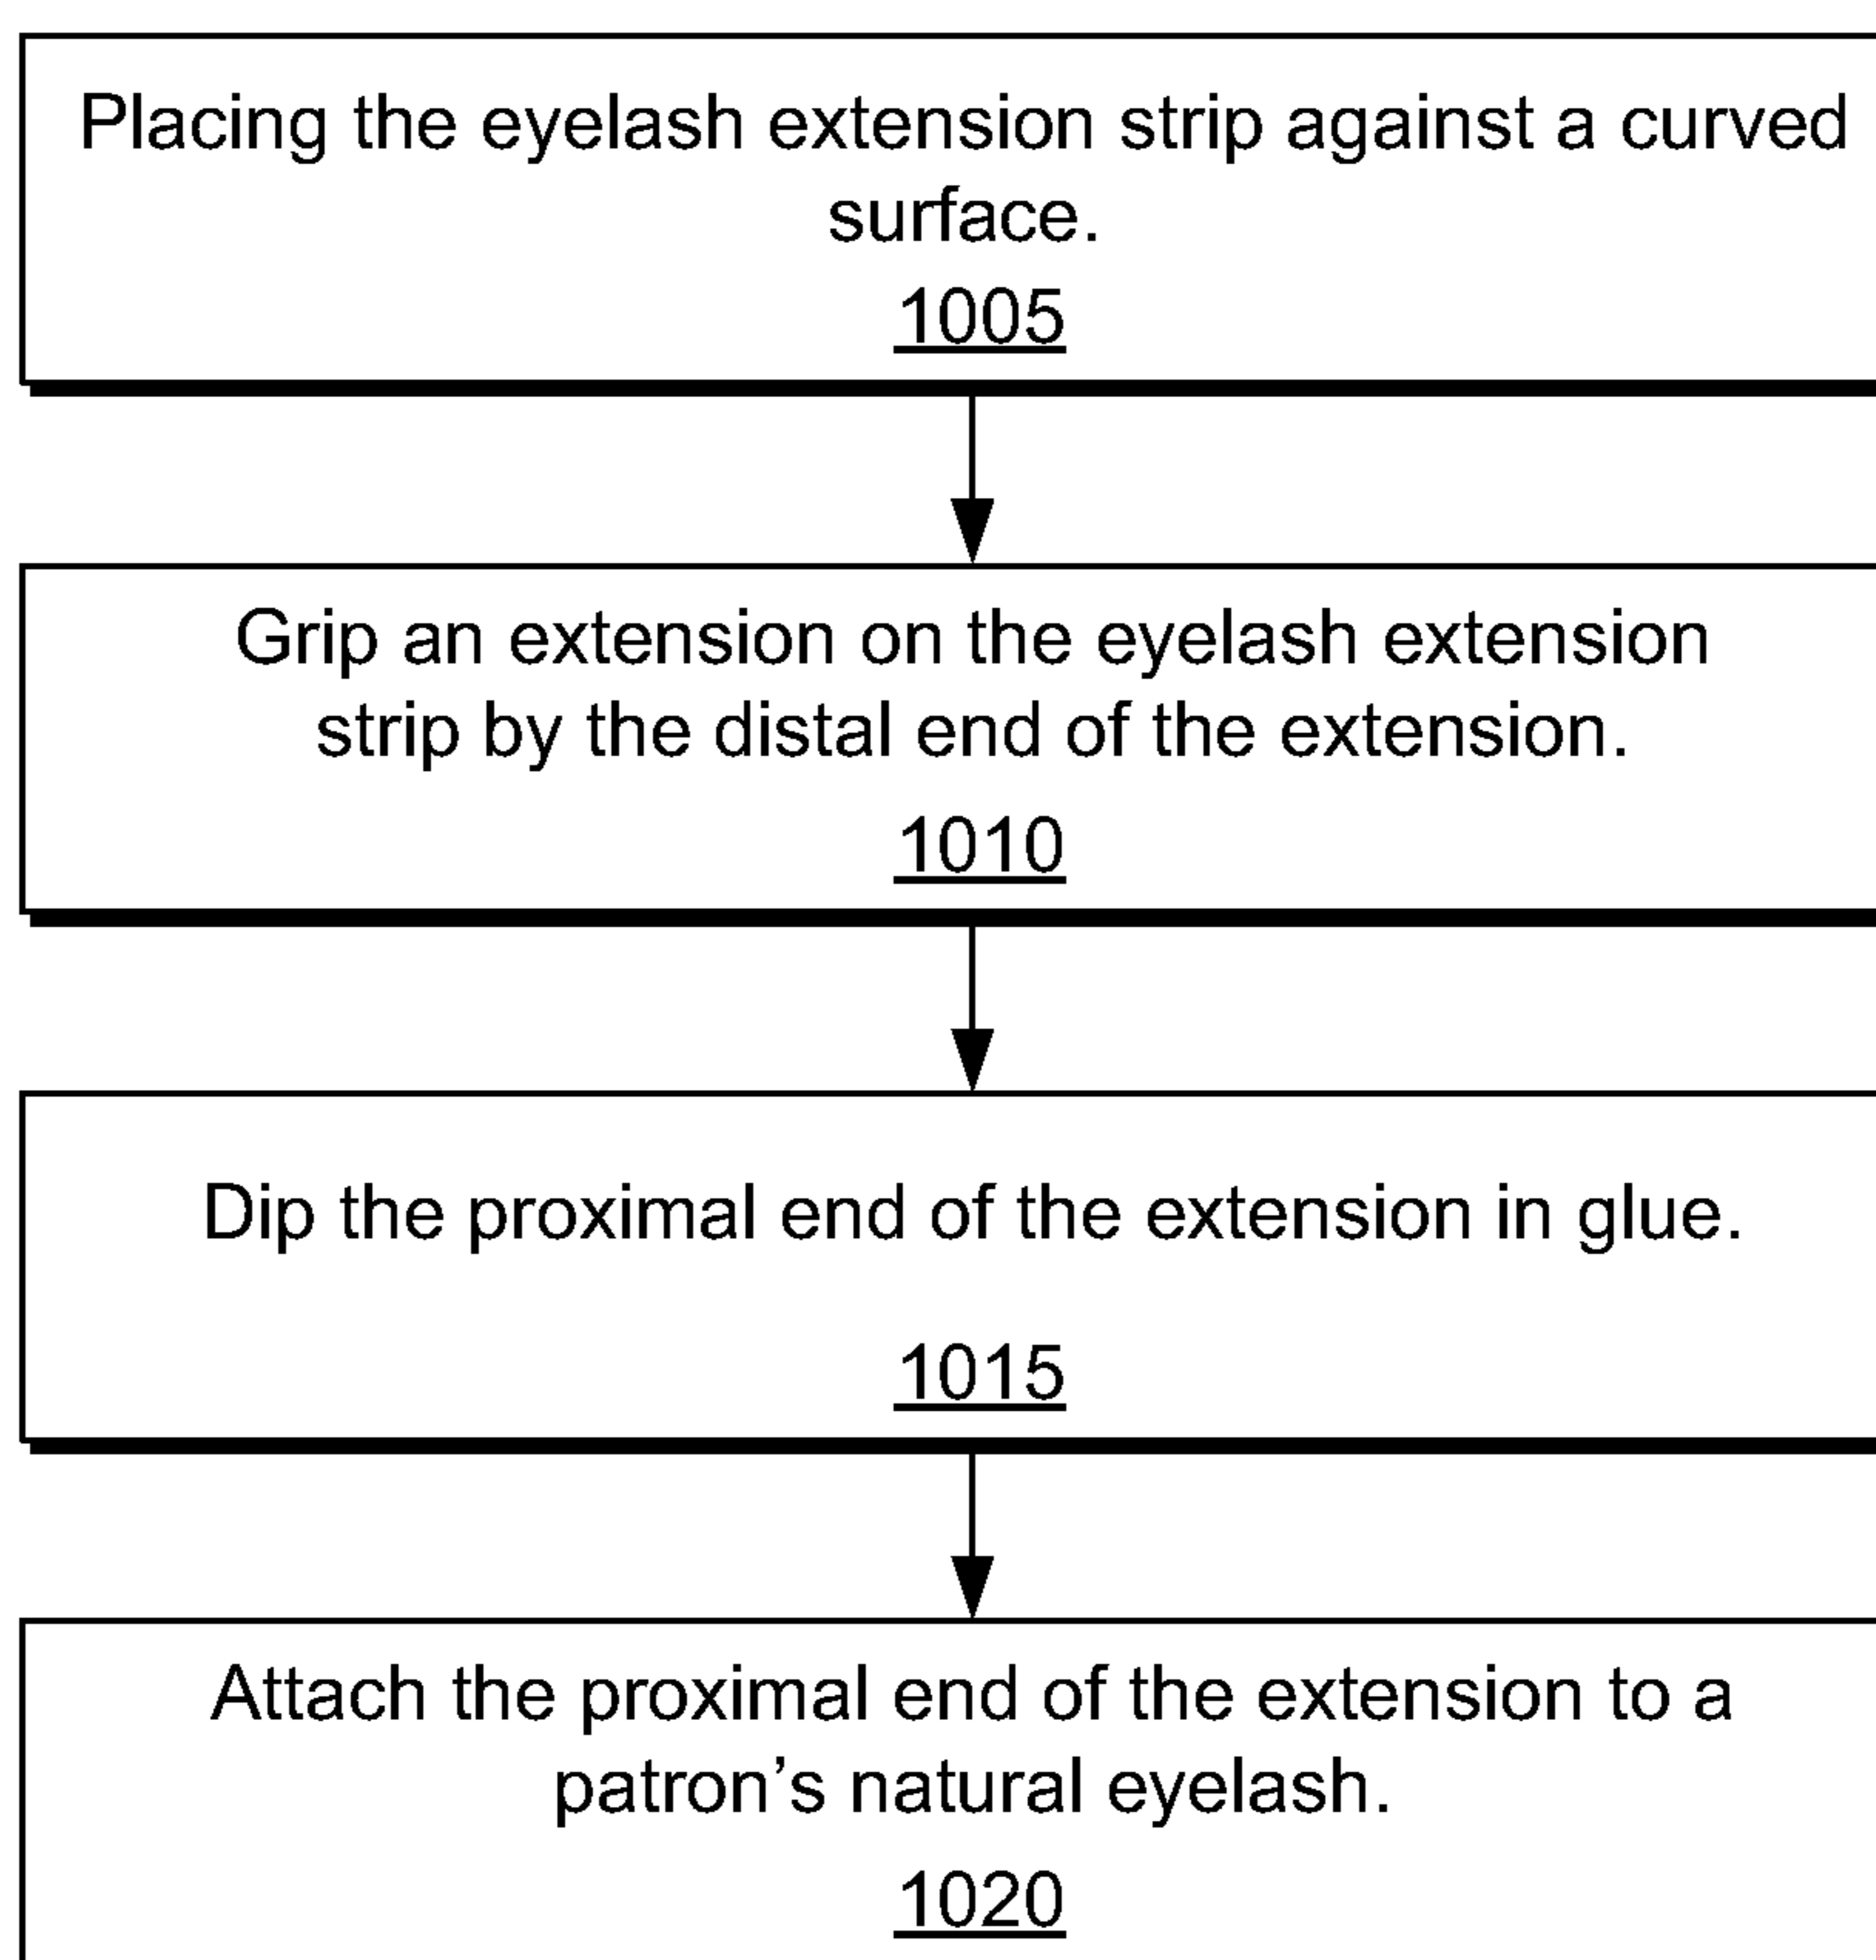 Placing the eyelash extension strip against a curved
surface.
1005
Grip an extension on the eyelash extension
strip by the distal end of the extension.
1010
Dip the proximal end of the extension in glue.
1015
Attach the proximal end of the extension to a
patron’s natural eyelash.
1020